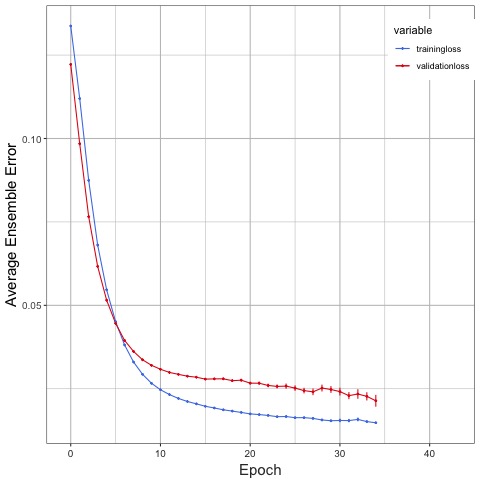 variable
trainingloss
validationloss
Average Ensemble Error
0.10
0.05
0
10
20
30
40
Epoch